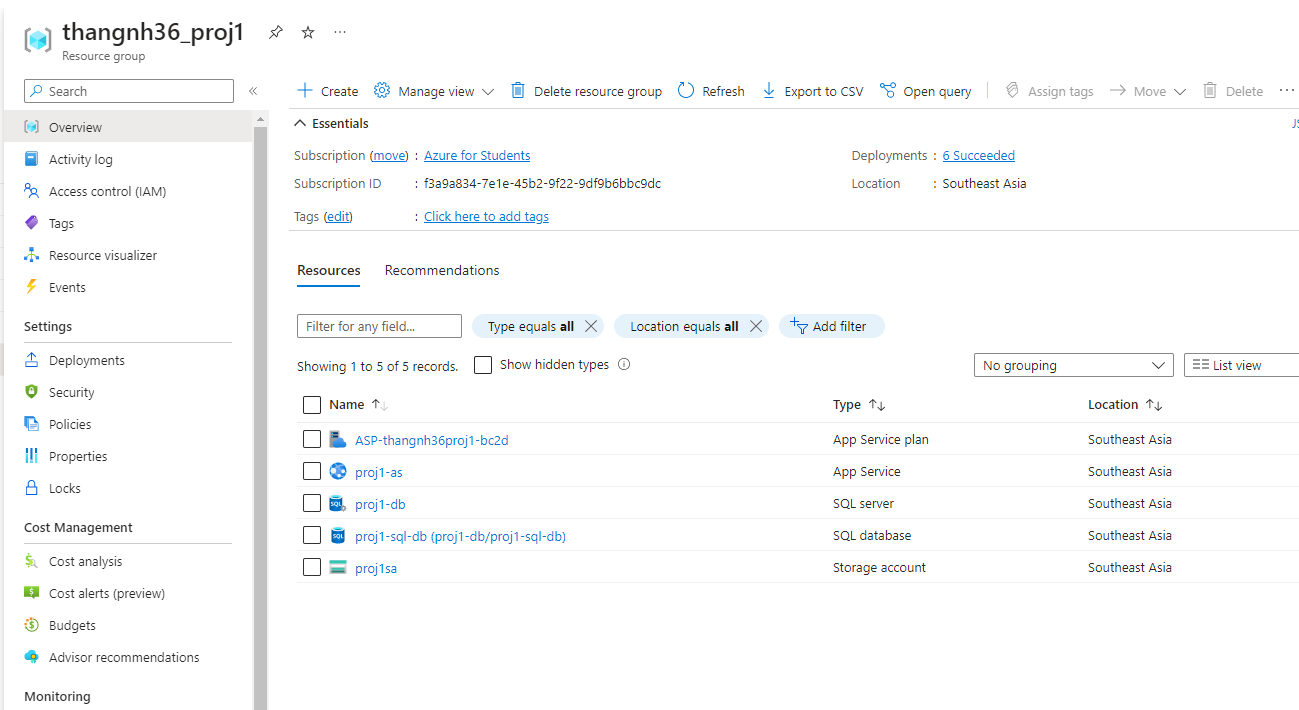 thangnh36_proj1
Resource group
Search
Overview
Activity log
Access control (IAM)
Tags
Resource visualizer
Events
Settings
Deployments
Security
Policies
Properties
Locks
Cost Management
Cost analysis
Cost alerts (preview)
Budgets
Advisor recommendations
Monitoring
Create Manage view Delete resource group Refresh Export to CSV Open query Assign tags Move Delete
Essentials
Subscription (move) : Azure for Students
Deployments : 6 Succeeded
Subscription ID : f3a9a834-7e1e-45b2-9f22-9df9b6bbc9dc
Location : Southeast Asia
Tags (edit) : Click here to add tags
Resources Recommendations
Filter for any field... Type equals all Location equals all Add filter
Showing 1 to 5 of 5 records. Show hidden types No grouping List view
Name Type Location
ASP-thangnh36proj1-bc2d App Service plan Southeast Asia
proj1-as App Service Southeast Asia
proj1-db SQL server Southeast Asia
proj1-sql-db (proj1-db/proj1-sql-db) SQL database Southeast Asia
proj1sa Storage account Southeast Asia